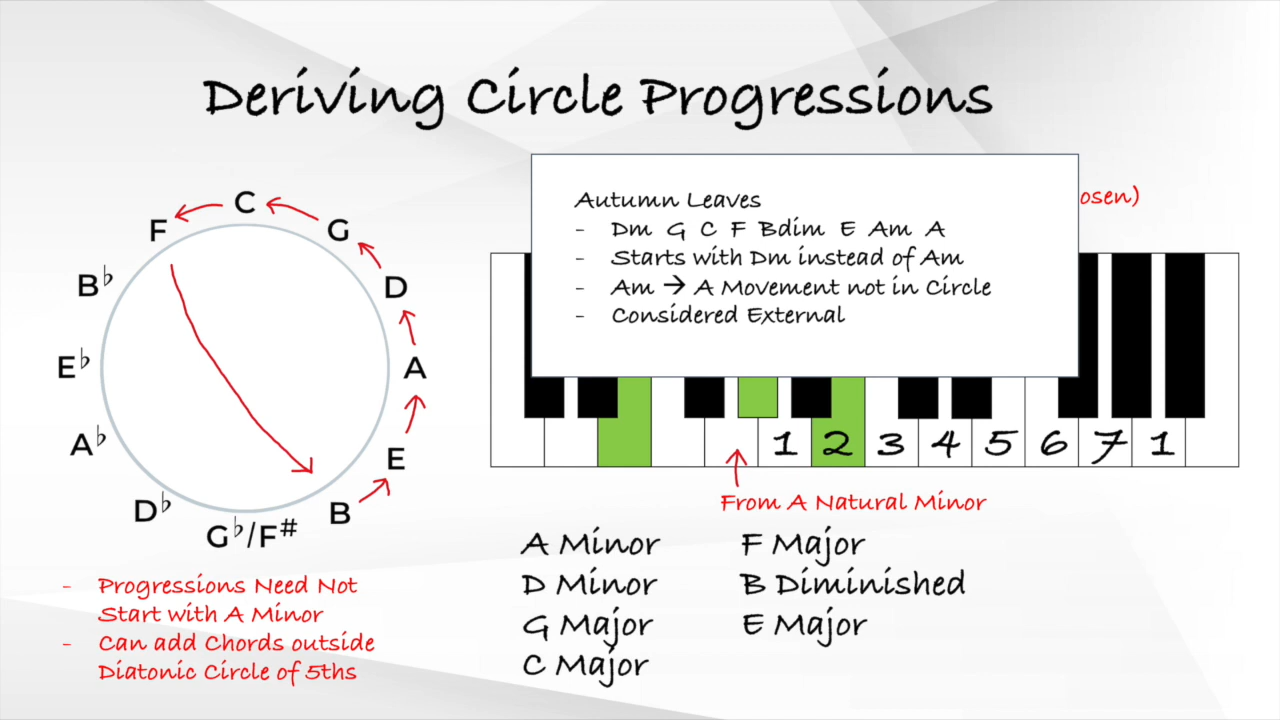 Deriving Circle Progressions
C
F
G
B♭
D
E♭
A
A♭
E
D♭
B
G♭/F#
Autumn Leaves
- Dm G C F Bdim E Am A
- Starts with Dm instead of Am
- Am → A Movement not in Circle
- Considered External
osen)
1 2 3 4 5 6 7 1
From A Natural Minor
A Minor
D Minor
G Major
C Major
F Major
B Diminished
E Major
- Progressions Need Not
Start with A Minor
- Can add Chords outside
Diatonic Circle of 5ths